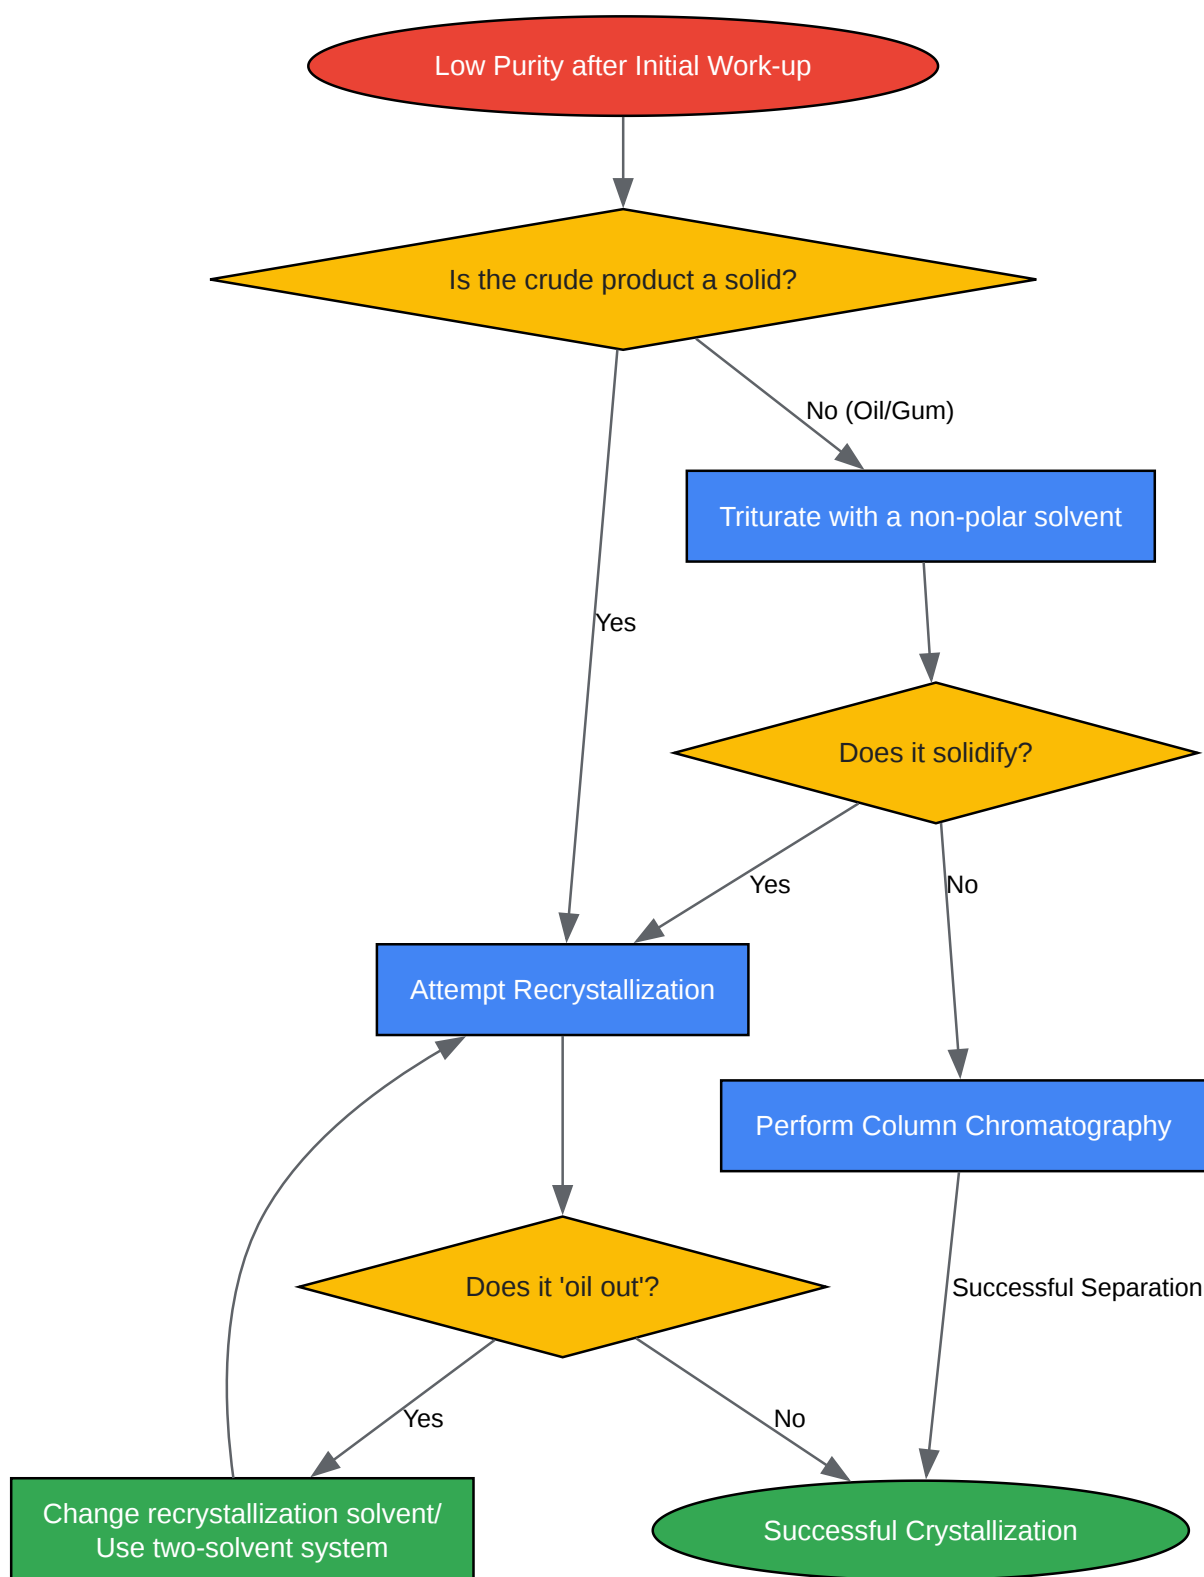 Low Purity after Initial Work-up
Is the crude product a solid?
No (Oil/Gum)
Triturate with a non-polar solvent
Yes
Does it solidify?
Yes
No
Attempt Recrystallization
Perform Column Chromatography
Does it 'oil out'?
Successful Separation
Yes
No
Change recrystallization solvent/
Use two-solvent system
Successful Crystallization